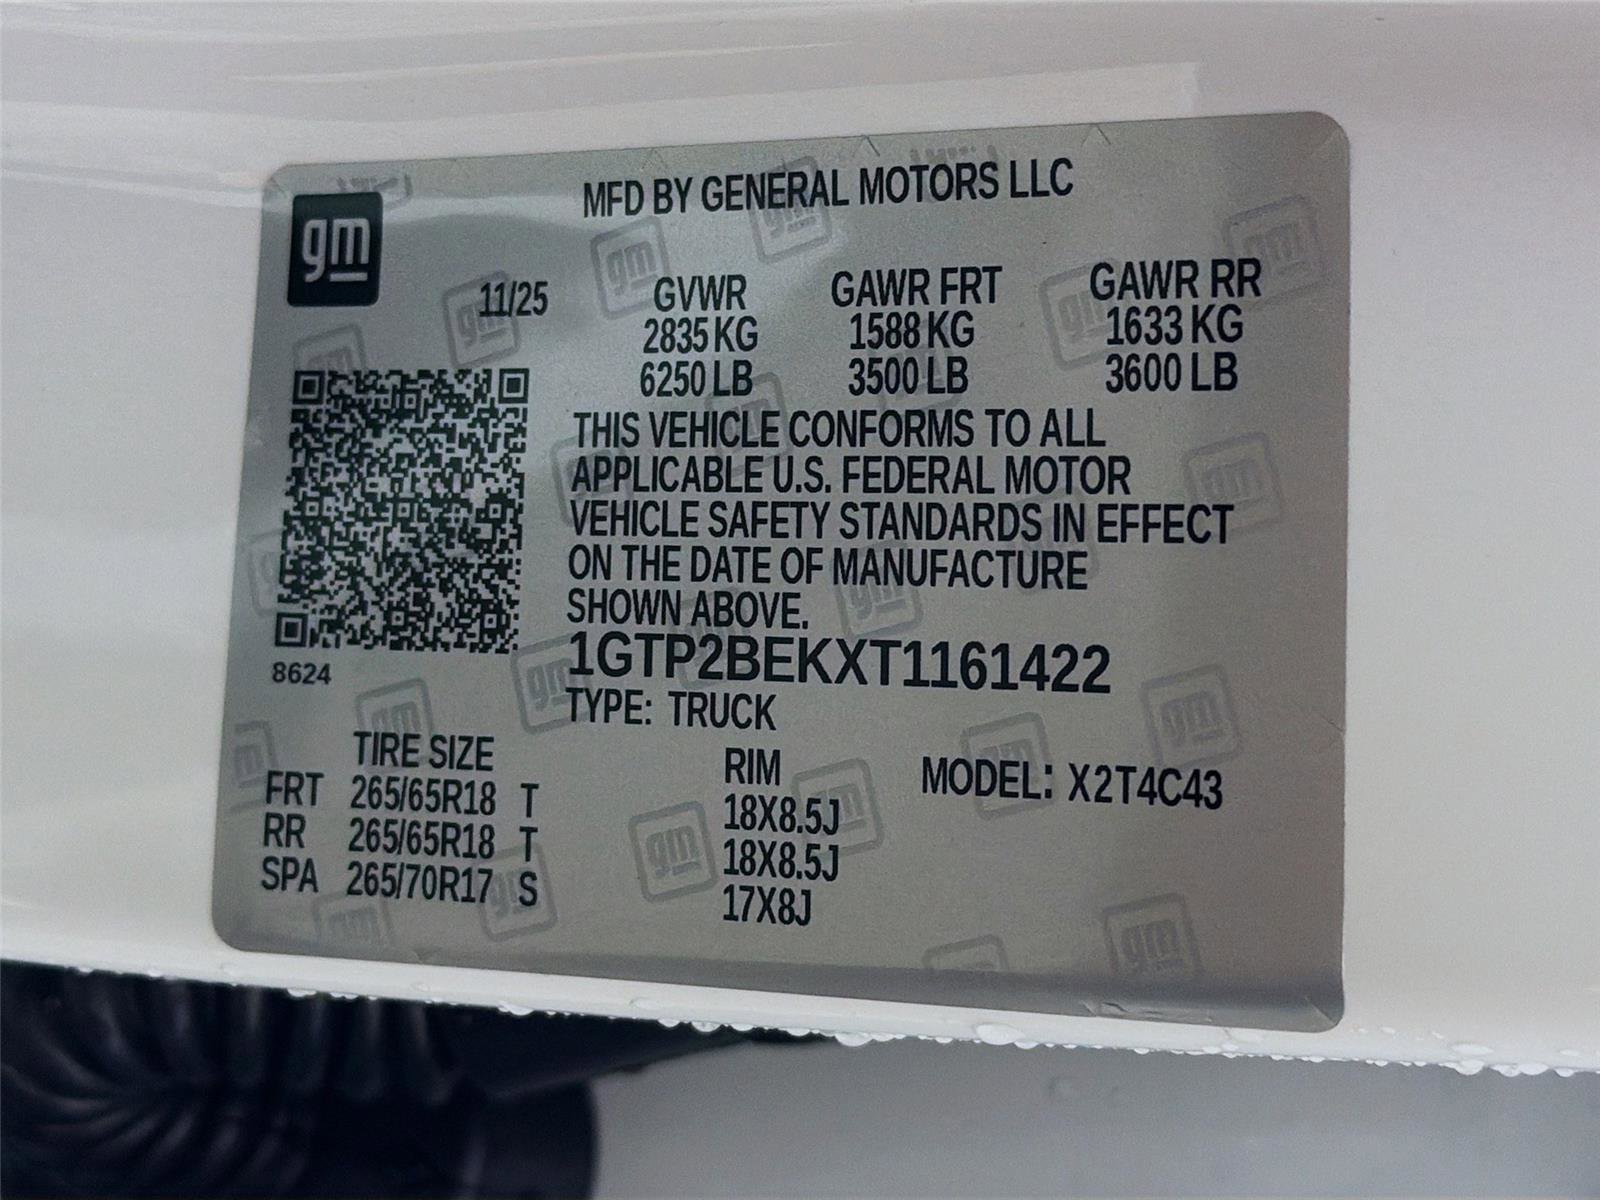 gm
MFD BY GENERAL MOTORS LLC
11/25 GVWR GAWR FRT GAWR RR
2835 KG 1588 KG 1633 KG
6250 LB 3500 LB 3600 LB
THIS VEHICLE CONFORMS TO ALL
APPLICABLE U.S. FEDERAL MOTOR
VEHICLE SAFETY STANDARDS IN EFFECT
ON THE DATE OF MANUFACTURE
SHOWN ABOVE.
8624
1GTP2BEKXT1161422
TYPE: TRUCK
TIRE SIZE RIM MODEL: X2T4C43
FRT 265/65R18 T 18X8.5J
RR 265/65R18 T 18X8.5J
SPA 265/70R17 S 17X8J